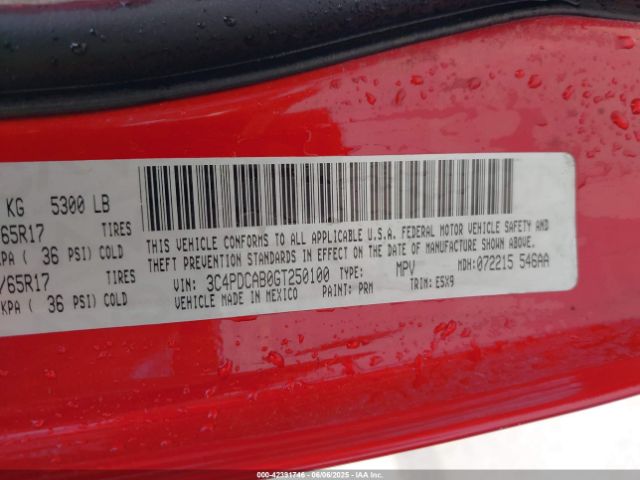 KG 5300 LB
/65R17 TIRES
KPA ( 36 PSI) COLD
/65R17 TIRES
KPA ( 36 PSI) COLD
THIS VEHICLE CONFORMS TO ALL APPLICABLE U.S.A. FEDERAL MOTOR VEHICLE SAFETY AND
THEFT PREVENTION STANDARDS IN EFFECT ON THE DATE OF MANUFACTURE SHOWN ABOVE.
VIN: 3C4PDCAB0GT250100 TYPE: MPV MDH: 072215 546AA
VEHICLE MADE IN MEXICO PAINT: PRM TRIM: E5X9
© (000-42391746 06/06/2025 IAA Holdings, LLC)